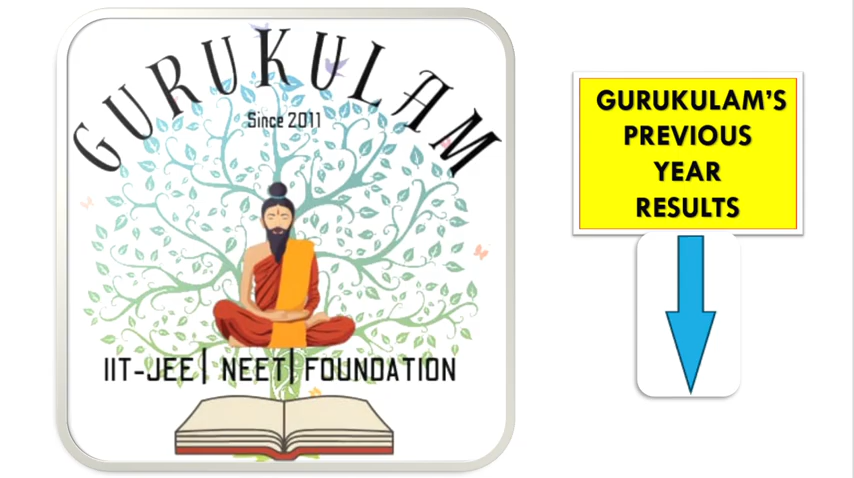 GURUKULAM
Since 2011
IIT-JEE| NEET| FOUNDATION
GURUKULAM'S
PREVIOUS
YEAR
RESULTS